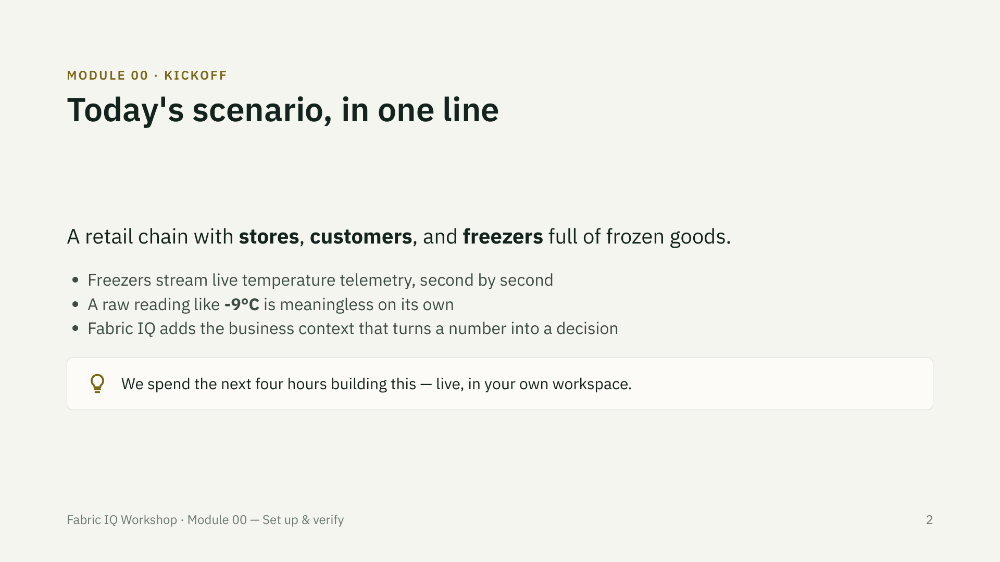 MODULE 00 · KICKOFF
Today's scenario, in one line
A retail chain with stores, customers, and freezers full of frozen goods.
• Freezers stream live temperature telemetry, second by second
• A raw reading like -9°C is meaningless on its own
• Fabric IQ adds the business context that turns a number into a decision
We spend the next four hours building this — live, in your own workspace.
Fabric IQ Workshop · Module 00 — Set up & verify
2